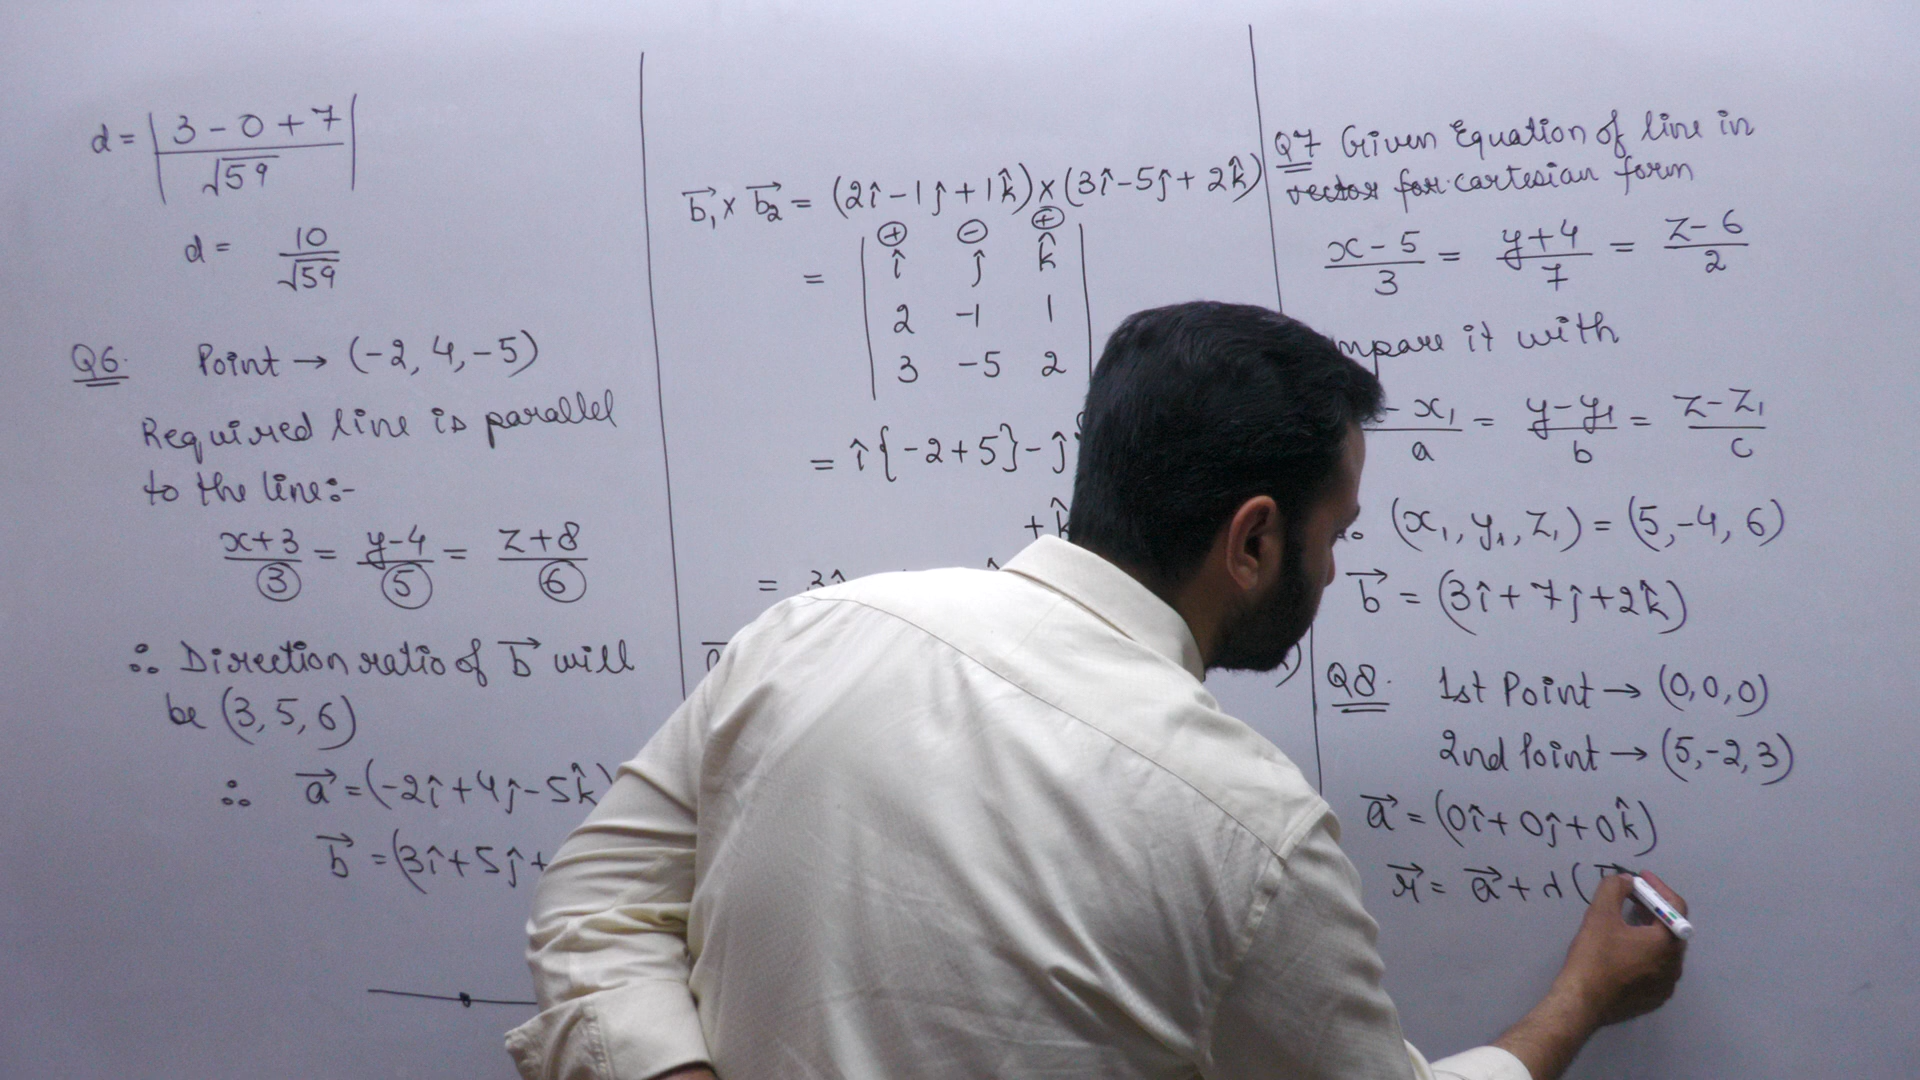 d = | 3 - 0 + 7 / √59 |
d = 10 / √59
Q6. Point → (-2, 4, -5)
Required line is parallel
to the line:-
x+3 / 3 = y-4 / 5 = z+8 / 6
∴ Direction ratio of b⃗ will
be (3, 5, 6)
∴ a⃗ = (-2î + 4ĵ - 5k̂)
b⃗ = (3î + 5ĵ +
b⃗₁ × b⃗₂ = (2î - 1ĵ + 1k̂) × (3î - 5ĵ + 2k̂)
⊕ ⊖ ⊕
= | î ĵ k̂ |
2 -1 1
3 -5 2
= î{-2+5} - ĵ
+ k̂
= 3î
Q7 Given Equation of line in
vector for cartesian form
x - 5 / 3 = y + 4 / 7 = z - 6 / 2
mpare it with
- x₁ / a = y - y₁ / b = z - z₁ / c
(x₁, y₁, z₁) = (5, -4, 6)
b⃗ = (3î + 7ĵ + 2k̂)
Q8. 1st Point → (0, 0, 0)
2nd Point → (5, -2, 3)
a⃗ = (0î + 0ĵ + 0k̂)
r⃗ = a⃗ + λ (